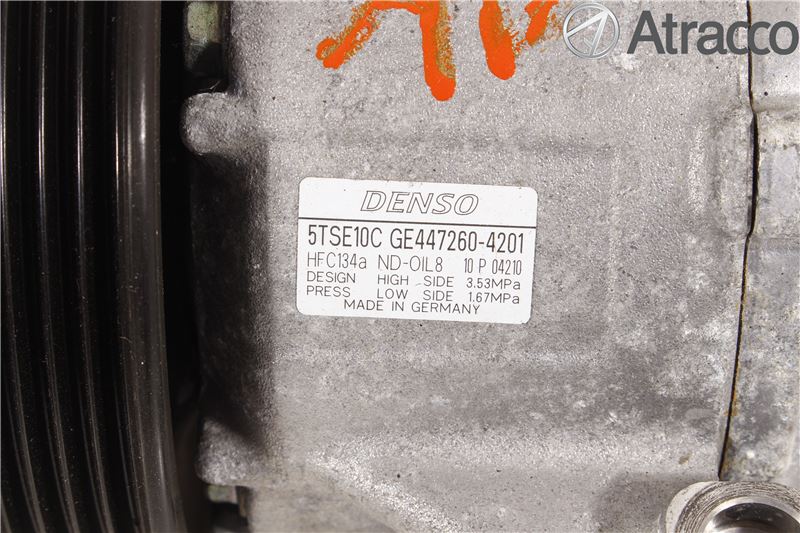 Atracco
DENSO
5TSE10C GE447260-4201
HFC134a ND-OIL8 10 P 04210
DESIGN HIGH SIDE 3.53MPa
PRESS LOW SIDE 1.67MPa
MADE IN GERMANY